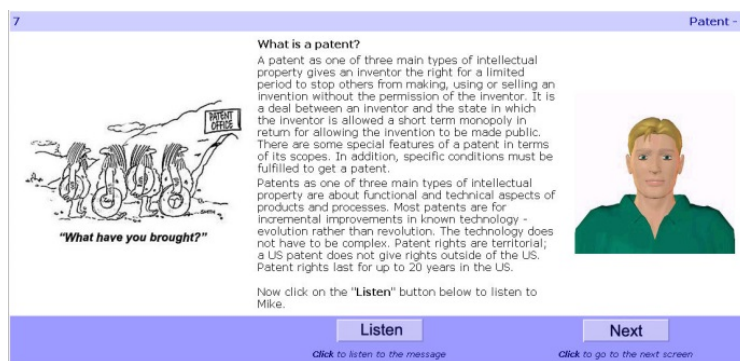 7
Patent -
What is a patent?
A patent as one of three main types of intellectual
property gives an inventor the right for a limited
period to stop others from making, using or selling an
invention without the permission of the inventor. It is
a deal between an inventor and the state in which
the inventor is allowed a short term monopoly in
return for allowing the invention to be made public.
There are some special features of a patent in terms
of its scopes. In addition, specific conditions must be
fulfilled to get a patent.
Patents as one of three main types of intellectual
property are about functional and technical aspects of
products and processes. Most patents are for
incremental improvements in known technology -
evolution rather than revolution. The technology does
not have to be complex. Patent rights are territorial;
a US patent does not give rights outside of the US.
Patent rights last for up to 20 years in the US.
Now click on the "Listen" button below to listen to
Mike.
PATENT
OFFICE
"What have you brought?"
Listen
Click to listen to the message
Next
Click to go to the next screen